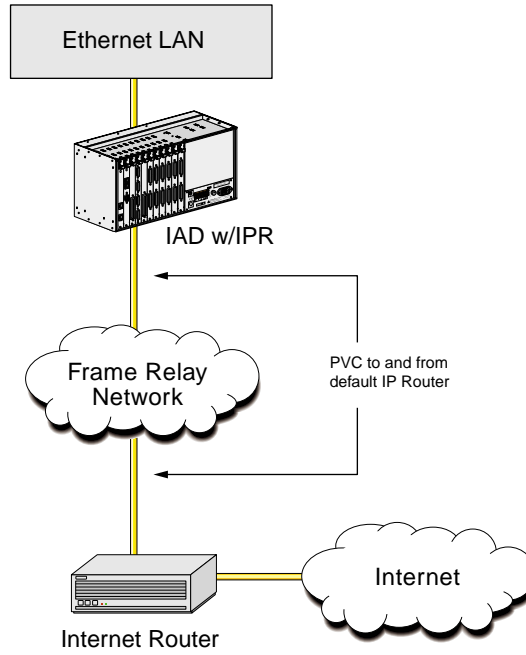 Ethernet LAN
IAD w/IPR
Frame Relay
Network
PVC to and from
default IP Router
Internet
Internet Router